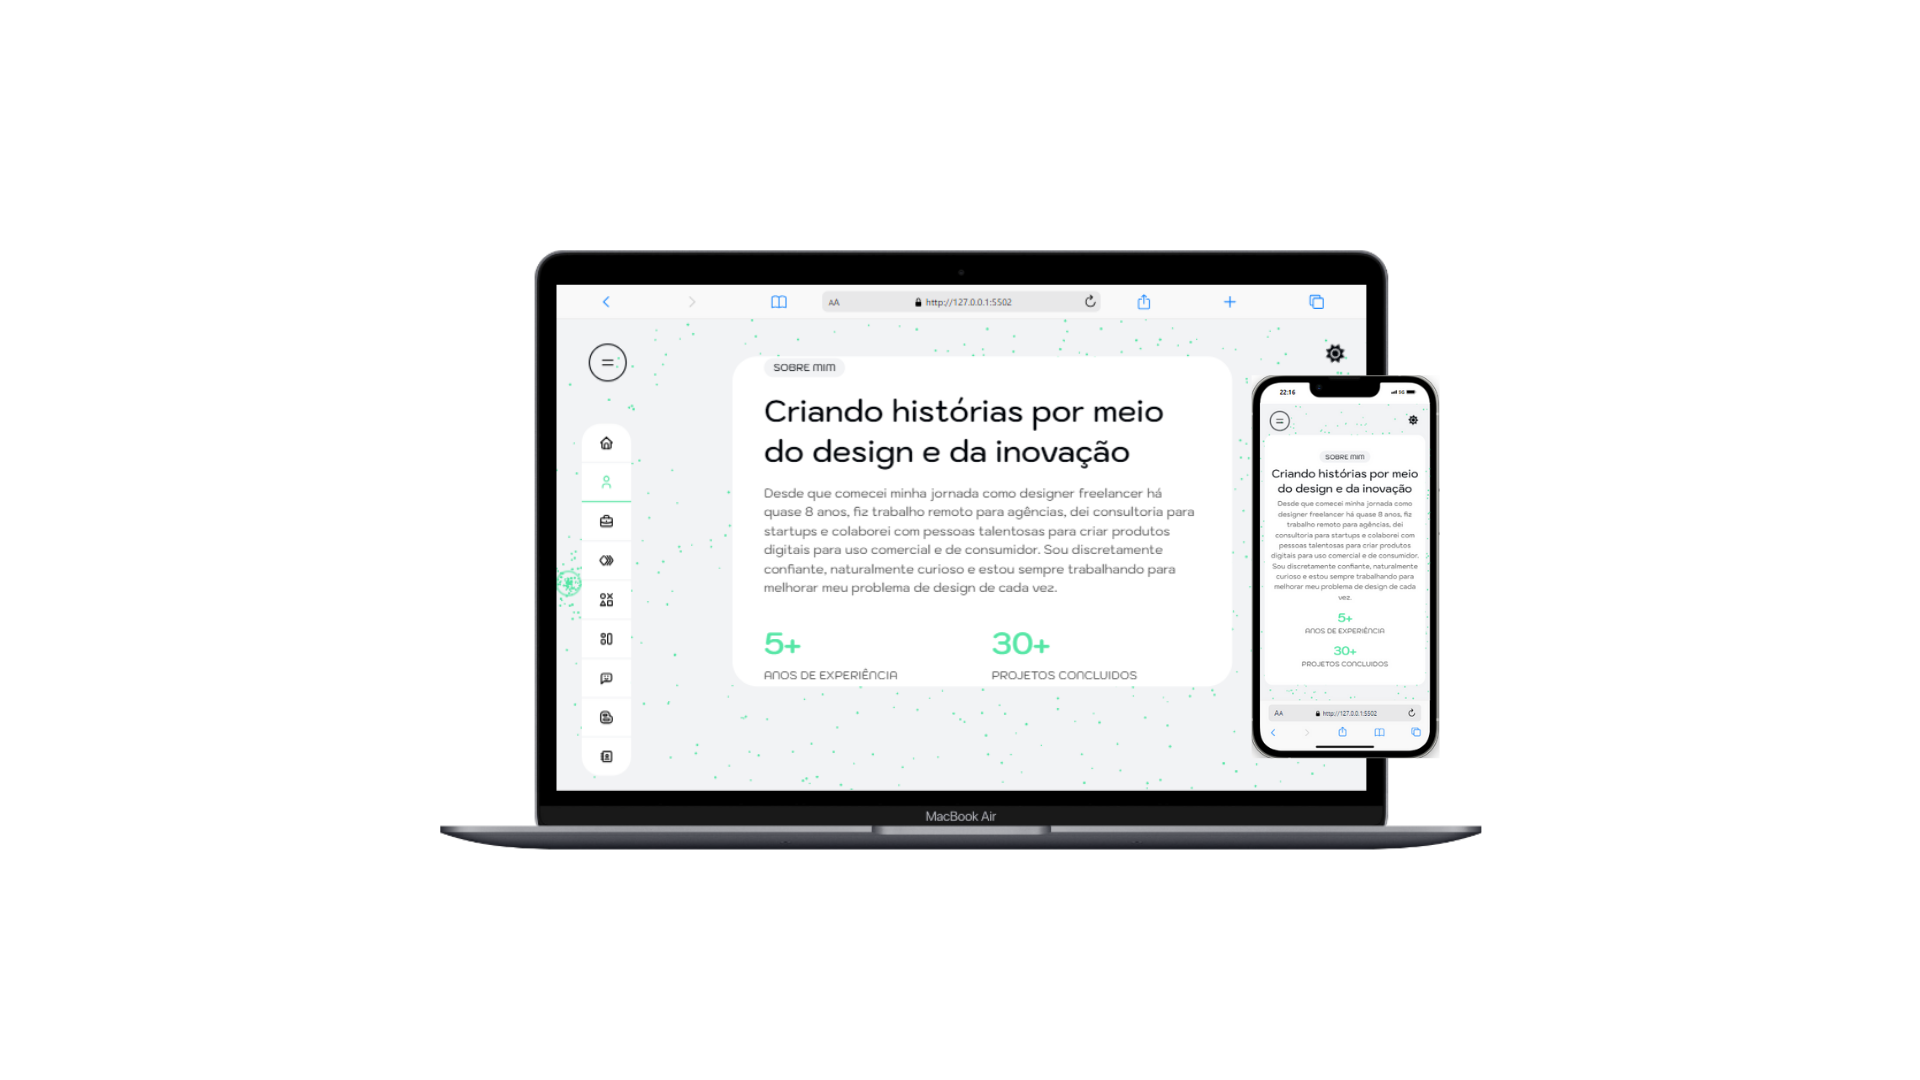 AA
http://127.0.0.1:5502
SOBRE MIM
Criando histórias por meio
do design e da inovação
Desde que comecei minha jornada como designer freelancer há
quase 8 anos, fiz trabalho remoto para agências, dei consultoria para
startups e colaborei com pessoas talentosas para criar produtos
digitais para uso comercial e de consumidor. Sou discretamente
confiante, naturalmente curioso e estou sempre trabalhando para
melhorar meu problema de design de cada vez.
5+
ANOS DE EXPERIÊNCIA
30+
PROJETOS CONCLUIDOS
MacBook Air
22:16
5G
SOBRE MIM
Criando histórias por meio
do design e da inovação
Desde que comecei minha jornada como
designer freelancer há quase 8 anos, fiz
trabalho remoto para agências, dei
consultoria para startups e colaborei com
pessoas talentosas para criar produtos
digitais para uso comercial e de consumidor.
Sou discretamente confiante, naturalmente
curioso e estou sempre trabalhando para
melhorar meu problema de design de cada
vez.
5+
ANOS DE EXPERIÊNCIA
30+
PROJETOS CONCLUIDOS
AA
http://127.0.0.1:5502